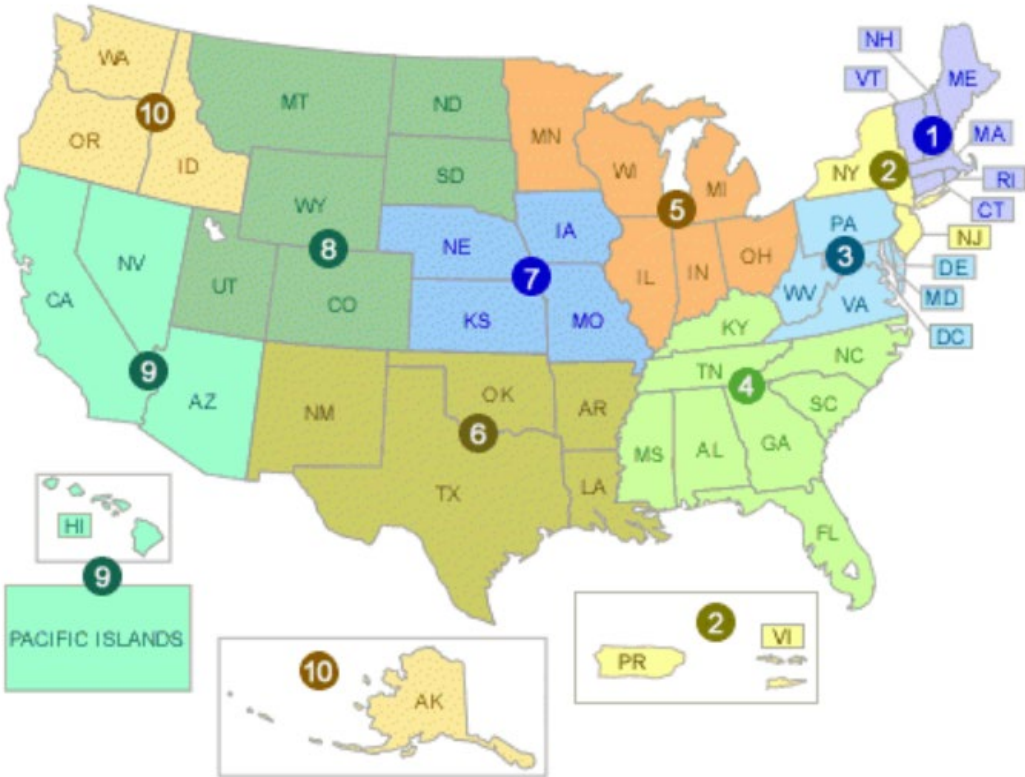 NH
WA
ME
VT
MT
ND
10
MN
1
OR
MA
ID
WI
NY
2
SD
MI
RI
WY
5
CT
PA
IA
NJ
NE
8
3
NV
OH
DE
7
IL
IN
UT
WV
MD
CA
CO
VA
KS
MO
KY
DC
NC
9
TN
4
AZ
OK
AR
SC
NM
6
GA
MS
AL
TX
LA
HI
FL
9
2
PACIFIC ISLANDS
VI
PR
10
AK